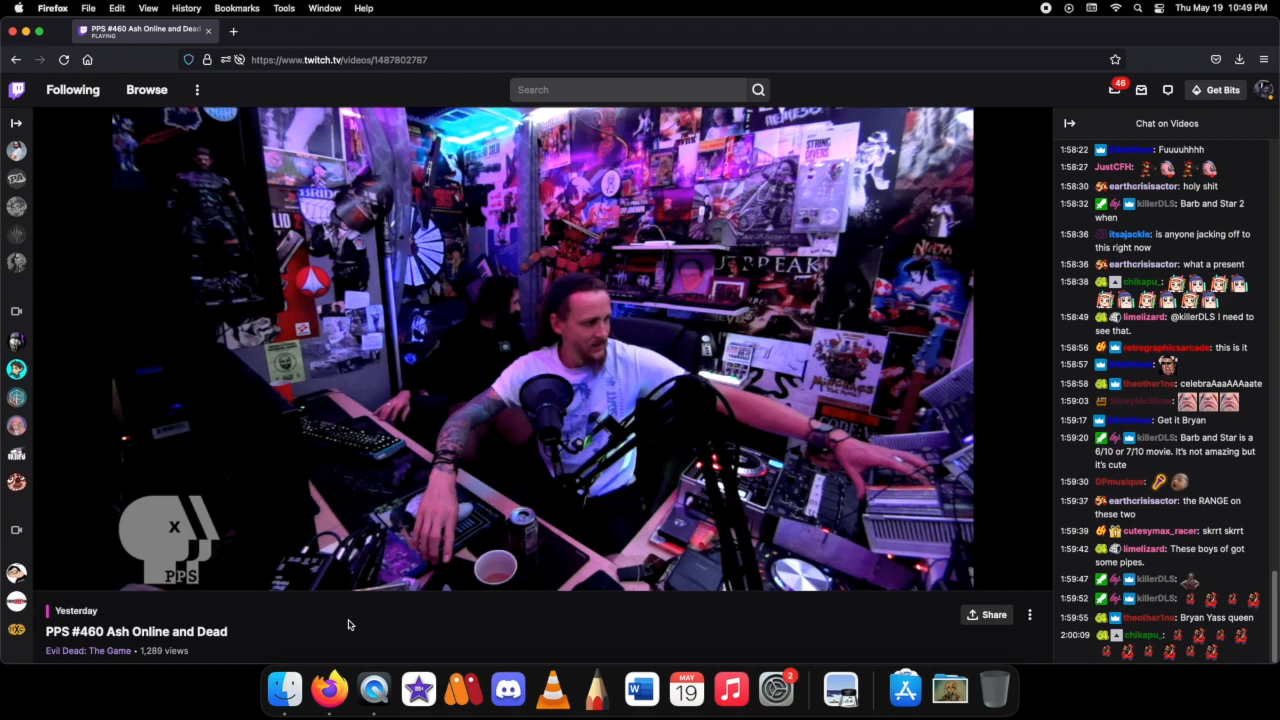 Firefox File Edit View History Bookmarks Tools Window Help
Thu May 19 10:49 PM
PPS #460 Ash Online and Dead
PLAYING
https://www.twitch.tv/videos/1487802787
Following Browse
Search
46
Get Bits
Chat on Videos
1:58:22 : Fuuuuhhhh
1:58:27 JustCFH:
1:58:30 earthcrisisactor: holy shit
1:58:32 killerDLS: Barb and Star 2
when
1:58:36 itsajackle: is anyone jacking off to
this right now
1:58:36 earthcrisisactor: what a present
1:58:38 chikapu_:
1:58:49 limelizard: @killerDLS I need to
see that.
1:58:56 retrographicsarcade: this is it
1:58:57
1:58:58 theother1ne: celebraAaaAAAate
1:59:03
1:59:17 : Get it Bryan
1:59:20 killerDLS: Barb and Star is a
6/10 or 7/10 movie. It's not amazing but
it's cute
1:59:30 DPmusique:
1:59:37 earthcrisisactor: the RANGE on
these two
1:59:39 cutesymax_racer: skrrt skrrt
1:59:42 limelizard: These boys of got
some pipes.
1:59:47 killerDLS:
1:59:52 killerDLS:
1:59:55 theother1ne: Bryan Yass queen
2:00:09 chikapu_:
STRING
DIVERS
OUTBREAK
NINJA
CODE
X
PPS
Yesterday
Share
PPS #460 Ash Online and Dead
Evil Dead: The Game • 1,289 views
MAY
19
2